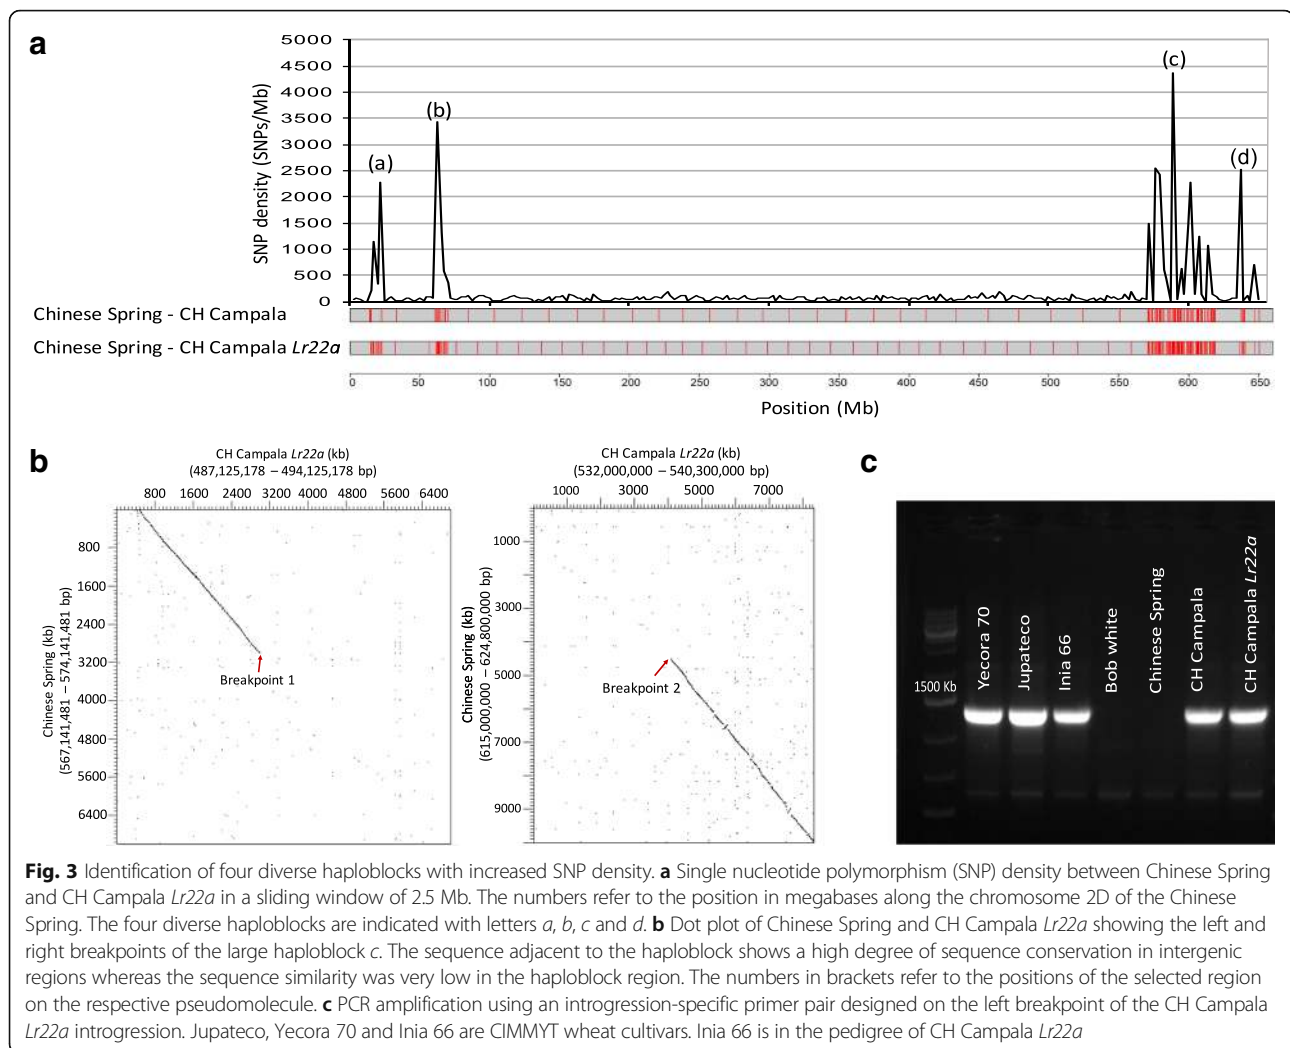 a
5000
4500
4000
3500
3000
2500
2000
1500
1000
500
0
SNP density (SNPs/Mb)
(a)
(b)
(c)
(d)
Chinese Spring - CH Campala
Chinese Spring - CH Campala Lr22a
0 50 100 150 200 250 300 350 400 450 500 550 600 650
Position (Mb)
b
CH Campala Lr22a (kb)
(487,125,178 – 494,125,178 bp)
800 1600 2400 3200 4000 4800 5600 6400
Chinese Spring (kb)
(567,141,481 – 574,141,481 bp)
800
1600
2400
3200
4000
4800
5600
6400
Breakpoint 1
CH Campala Lr22a (kb)
(532,000,000 – 540,300,000 bp)
1000 3000 5000 7000
Chinese Spring (kb)
(615,000,000 – 624,800,000 bp)
1000
3000
5000
7000
9000
Breakpoint 2
c
1500 Kb
Yecora 70
Jupateco
Inia 66
Bob white
Chinese Spring
CH Campala
CH Campala Lr22a
Fig. 3 Identification of four diverse haploblocks with increased SNP density. a Single nucleotide polymorphism (SNP) density between Chinese Spring
and CH Campala Lr22a in a sliding window of 2.5 Mb. The numbers refer to the position in megabases along the chromosome 2D of the Chinese
Spring. The four diverse haploblocks are indicated with letters a, b, c and d. b Dot plot of Chinese Spring and CH Campala Lr22a showing the left and
right breakpoints of the large haploblock c. The sequence adjacent to the haploblock shows a high degree of sequence conservation in intergenic
regions whereas the sequence similarity was very low in the haploblock region. The numbers in brackets refer to the positions of the selected region
on the respective pseudomolecule. c PCR amplification using an introgression-specific primer pair designed on the left breakpoint of the CH Campala
Lr22a introgression. Jupateco, Yecora 70 and Inia 66 are CIMMYT wheat cultivars. Inia 66 is in the pedigree of CH Campala Lr22a